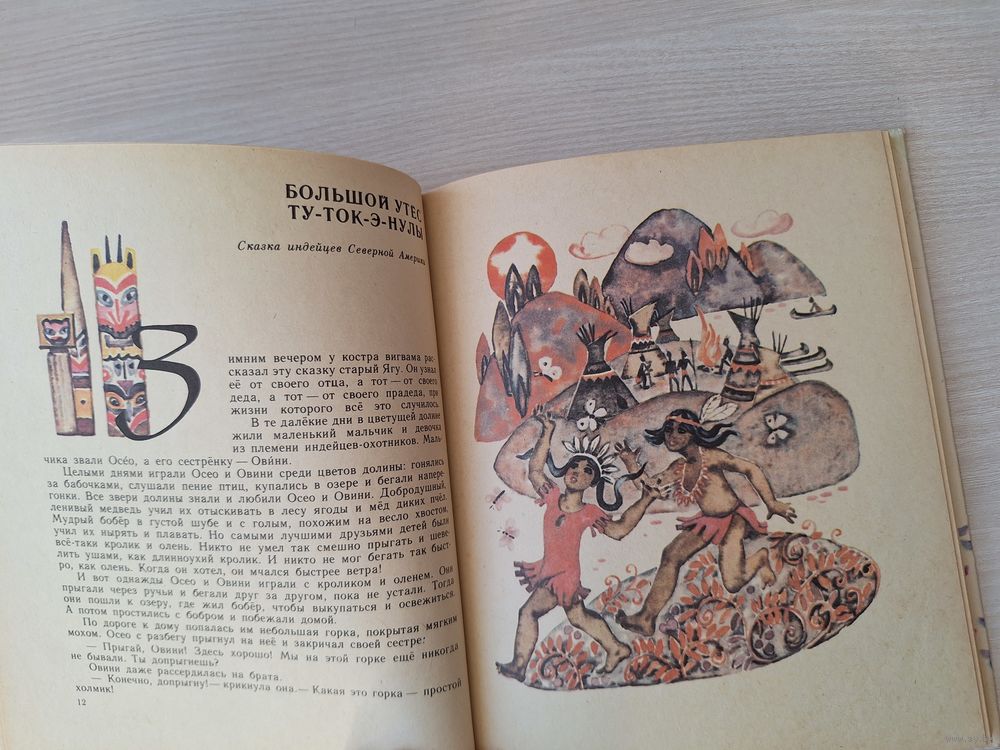 БОЛЬШОЙ УТЕС
ТУ-ТОК-Э-НУЛЫ
Сказка индейцев Северной Америки
Зимним вечером у костра вигвама рас-
сказал эту сказку старый Ягу. Он узнал
её от своего отца, а тот — от своего
деда, а тот — от своего прадеда, при
жизни которого всё это случилось.
В те далёкие дни в цветущей долине
жили маленький мальчик и девочка
из племени индейцев-охотников. Маль-
чика звали Осéо, а его сестрёнку — Ови́ни.
Целыми днями играли Осео и Овини среди цветов долины: гонялись
за бабочками, слушали пение птиц, купались в озере и бегали напере-
гонки. Все звери долины знали и любили Осео и Овини. Добродушный,
ленивый медведь учил их отыскивать в лесу ягоды и мёд диких пчёл.
Мудрый бобёр в густой шубе и с голым, похожим на весло хвостом,
учил их нырять и плавать. Но самыми лучшими друзьями детей были
всё-таки кролик и олень. Никто не умел так смешно прыгать и шеве-
лить ушами, как длинноухий кролик. И никто не мог бегать так быст-
ро, как олень. Когда он хотел, он мчался быстрее ветра!
И вот однажды Осео и Овини играли с кроликом и оленем. Они
прыгали через ручьи и бегали друг за другом, пока не устали. Тогда
они пошли к озеру, где жил бобёр, чтобы выкупаться и освежиться.
А потом простились с бобром и побежали домой.
По дороге к дому попалась им небольшая горка, покрытая мягким
мохом. Осео с разбегу прыгнул на неё и закричал своей сестре:
— Прыгай, Овини! Здесь хорошо! Мы на этой горке ещё никогда
не бывали. Ты допрыгнешь?
Овини даже рассердилась на брата.
— Конечно, допрыгну! — крикнула она. — Какая это горка — простой
холмик!
12